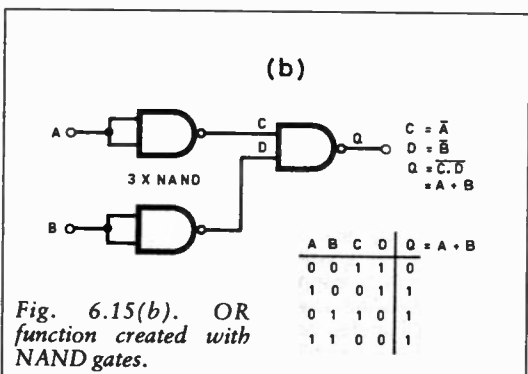 (b)
A
C
D
Q
3 X NAND
B
C = A̅
D = B̅
Q = C̅.̅D̅
= A + B
A B C D Q = A + B
0 0 1 1 0
1 0 0 1 1
0 1 1 0 1
1 1 0 0 1
Fig. 6.15(b). OR
function created with
NAND gates.